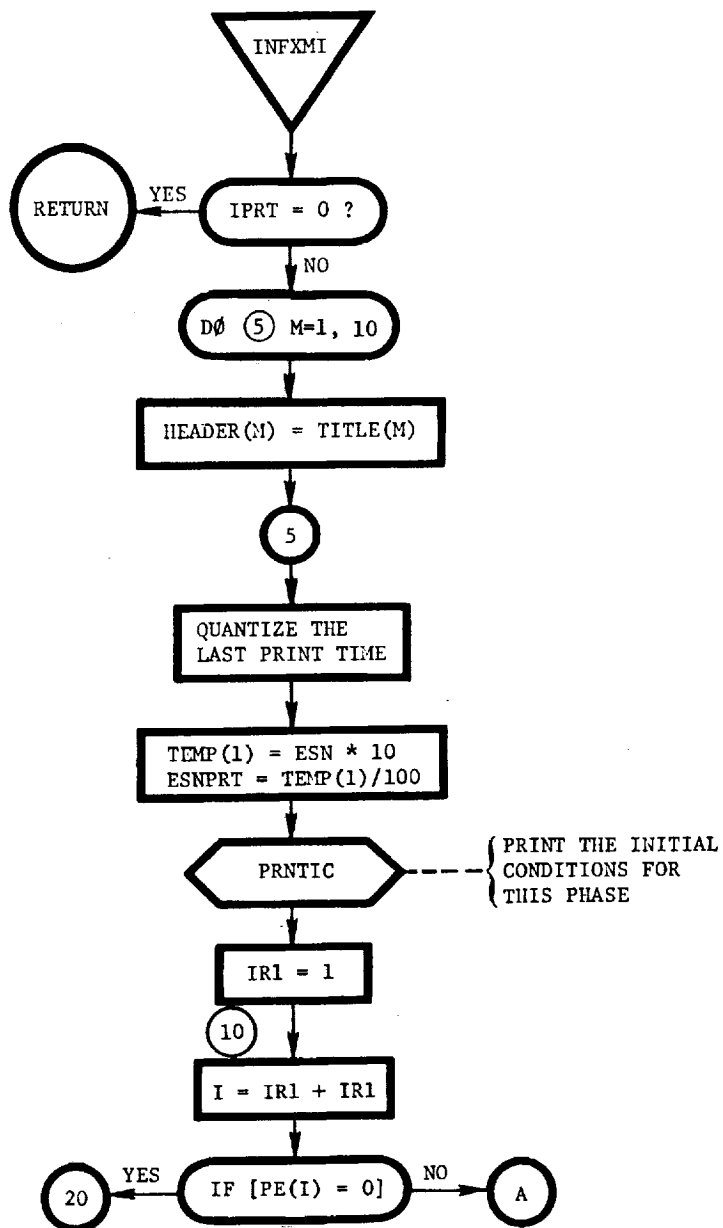 INFXMI
IPRT = 0 ?
YES
RETURN
NO
DØ 5 M=1, 10
HEADER(M) = TITLE(M)
5
QUANTIZE THE
LAST PRINT TIME
TEMP(1) = ESN * 10
ESNPRT = TEMP(1)/100
PRNTIC
PRINT THE INITIAL
CONDITIONS FOR
THIS PHASE
IR1 = 1
10
I = IR1 + IR1
IF [PE(I) = 0]
YES
20
NO
A